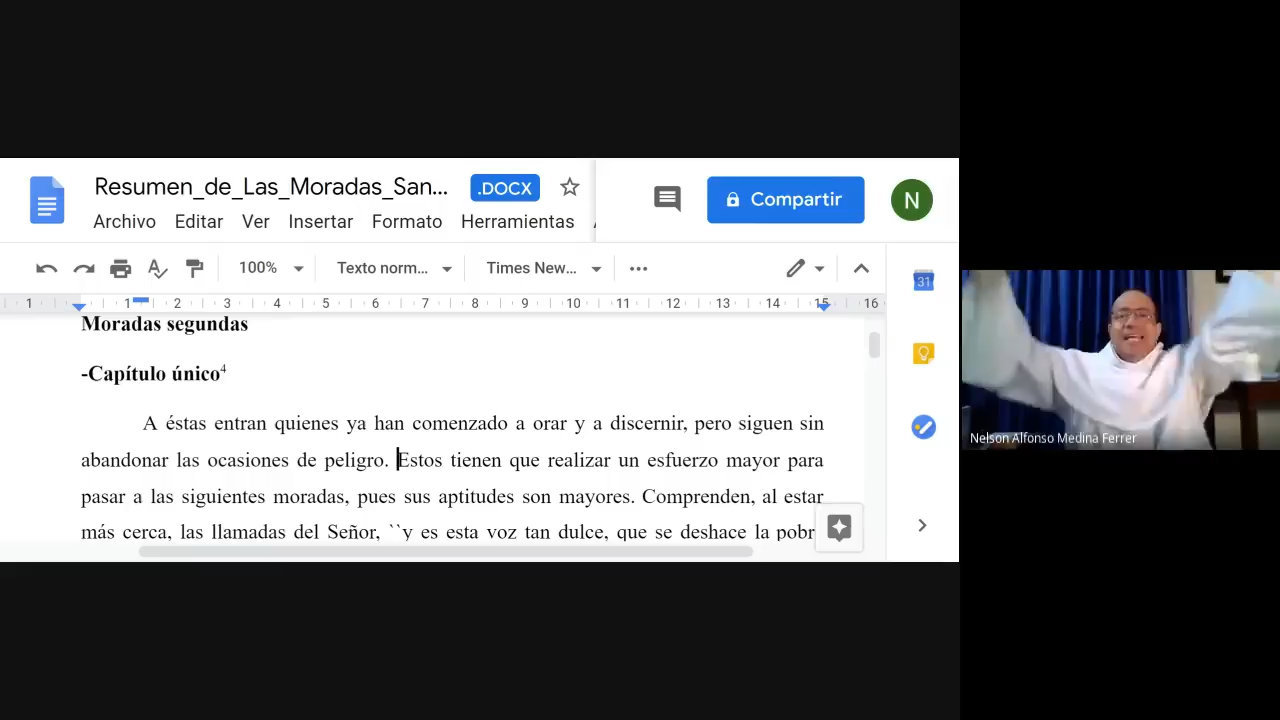 Resumen_de_Las_Moradas_San...
.DOCX
Compartir
N
Archivo Editar Ver Insertar Formato Herramientas
100% Texto norm... Times New...
1 1 2 3 4 5 6 7 8 9 10 11 12 13 14 15 16
31
Moradas segundas
-Capítulo único4
A éstas entran quienes ya han comenzado a orar y a discernir, pero siguen sin
abandonar las ocasiones de peligro. Estos tienen que realizar un esfuerzo mayor para
pasar a las siguientes moradas, pues sus aptitudes son mayores. Comprenden, al estar
más cerca, las llamadas del Señor, ``y es esta voz tan dulce, que se deshace la pobr
Nelson Alfonso Medina Ferrer